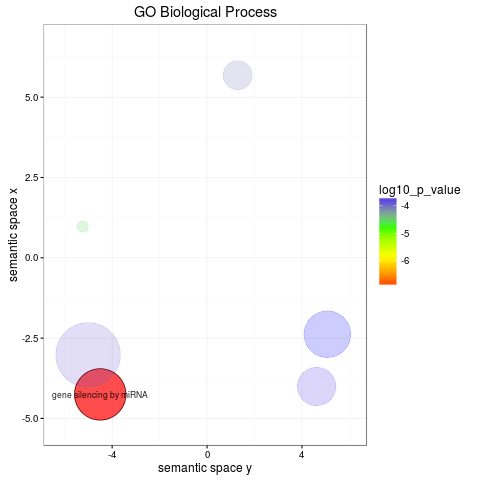 GO Biological Process
semantic space x
5.0
2.5
0.0
-2.5
-5.0
gene silencing by miRNA
-4
0
4
semantic space y
log10_p_value
-4
-5
-6